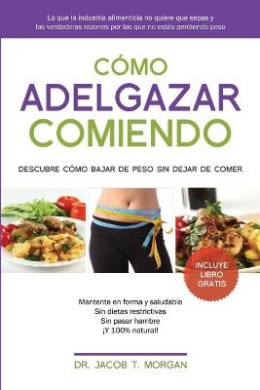 Lo que la industria alimenticia no quiere que sepas y
las verdaderas razones por las que no estás perdiendo peso
CÓMO
ADELGAZAR
COMIENDO
DESCUBRE CÓMO BAJAR DE PESO SIN DEJAR DE COMER
INCLUYE
LIBRO
GRATIS
Mantente en forma y saludable
Sin dietas restrictivas
Sin pasar hambre
¡Y 100% natural!
DR. JACOB T. MORGAN